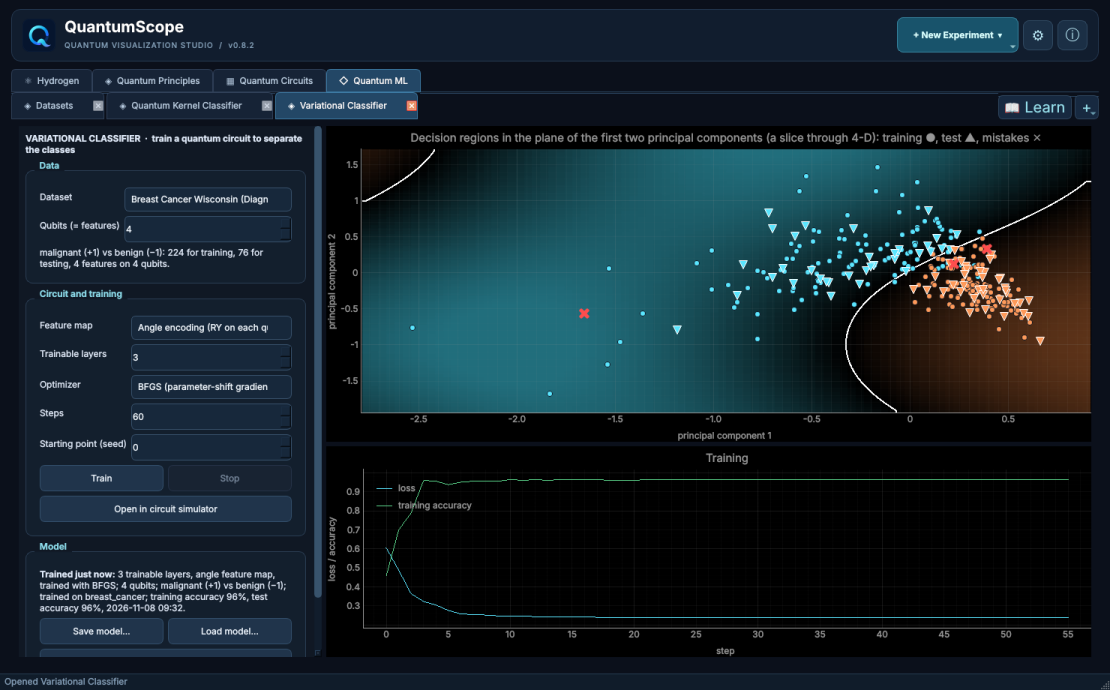 QuantumScope
QUANTUM VISUALIZATION STUDIO / v0.8.2
+ New Experiment
Hydrogen
Quantum Principles
Quantum Circuits
Quantum ML
Datasets
Quantum Kernel Classifier
Variational Classifier
Learn
+
VARIATIONAL CLASSIFIER · train a quantum circuit to separate
the classes
Data
Dataset
Breast Cancer Wisconsin (Diagn
Qubits (= features)
4
malignant (+1) vs benign (−1): 224 for training, 76 for
testing, 4 features on 4 qubits.
Circuit and training
Feature map
Angle encoding (RY on each qu
Trainable layers
3
Optimizer
BFGS (parameter-shift gradien
Steps
60
Starting point (seed)
0
Train
Stop
Open in circuit simulator
Model
Trained just now: 3 trainable layers, angle feature map,
trained with BFGS; 4 qubits; malignant (+1) vs benign (−1);
trained on breast_cancer; training accuracy 96%, test
accuracy 96%, 2026-11-08 09:32.
Save model...
Load model...
Decision regions in the plane of the first two principal components (a slice through 4-D): training ●, test ▲, mistakes ×
principal component 2
1.5
1
0.5
0
-0.5
-1
-1.5
-2.5
-2.0
-1.5
-1.0
-0.5
0
0.5
principal component 1
Training
loss / accuracy
loss
training accuracy
0.9
0.8
0.7
0.6
0.5
0.4
0.3
0
5
10
15
20
25
30
35
40
45
50
55
step
Opened Variational Classifier